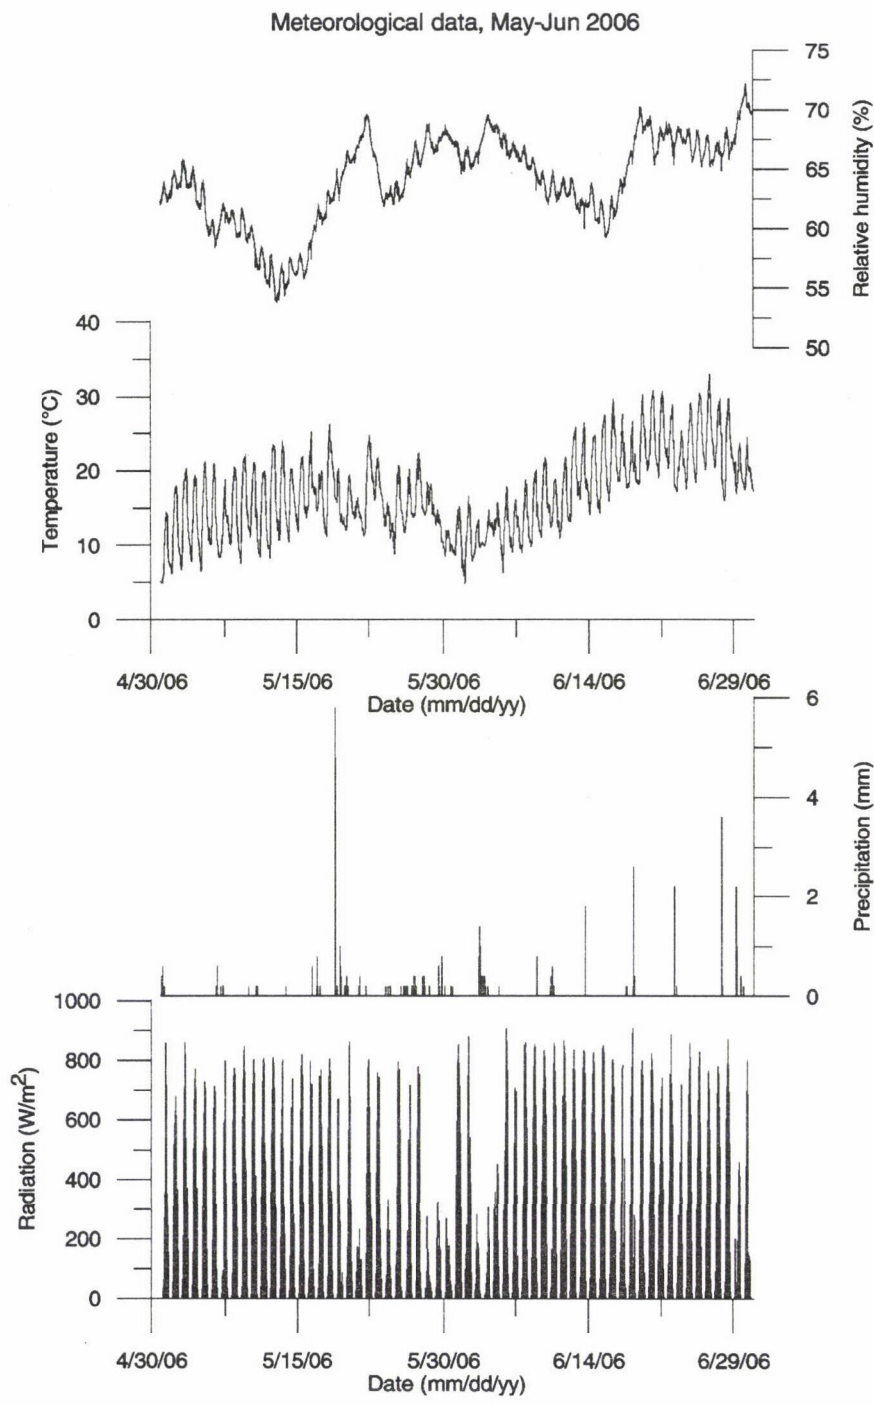 Meteorological data, May-Jun 2006
75
70
65
60
55
50
Relative humidity (%)
40
30
20
10
0
Temperature (°C)
4/30/06 5/15/06 5/30/06 6/14/06 6/29/06
Date (mm/dd/yy)
6
4
2
0
Precipitation (mm)
1000
800
600
400
200
0
Radiation (W/m²)
4/30/06 5/15/06 5/30/06 6/14/06 6/29/06
Date (mm/dd/yy)